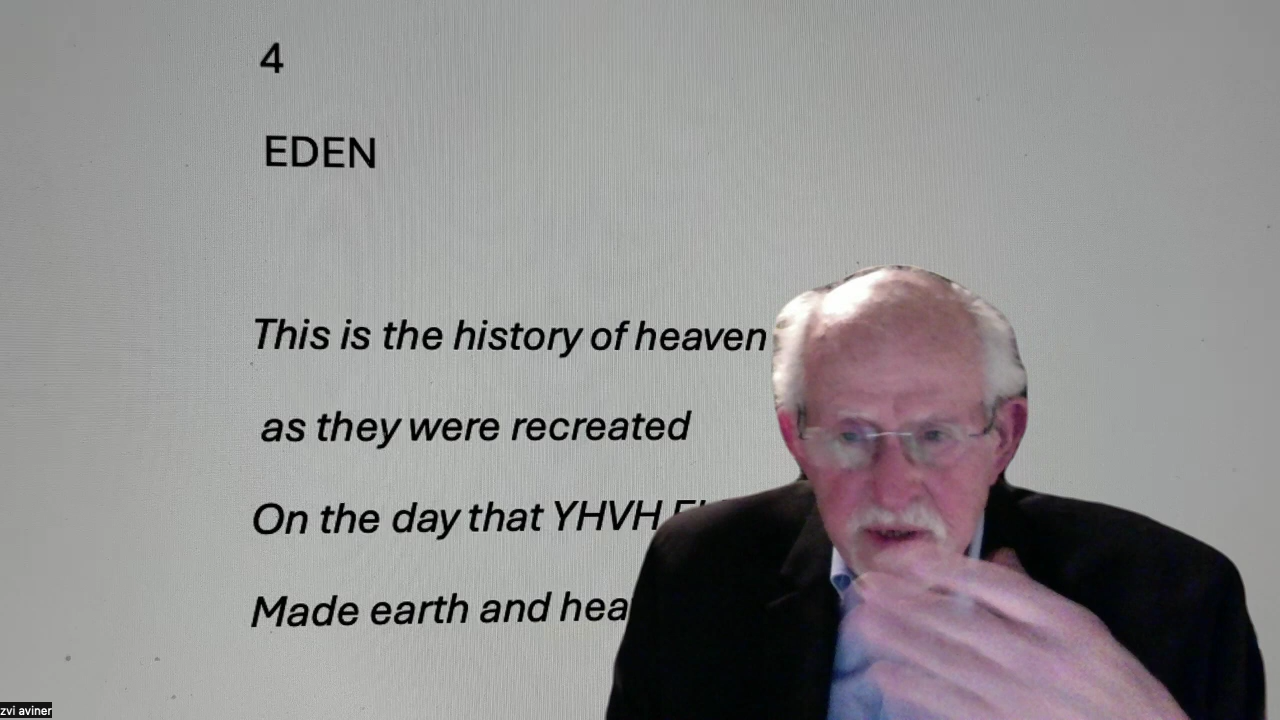 4
EDEN
This is the history of heaven
as they were recreated
On the day that YHVH
Made earth and hea
zvi aviner